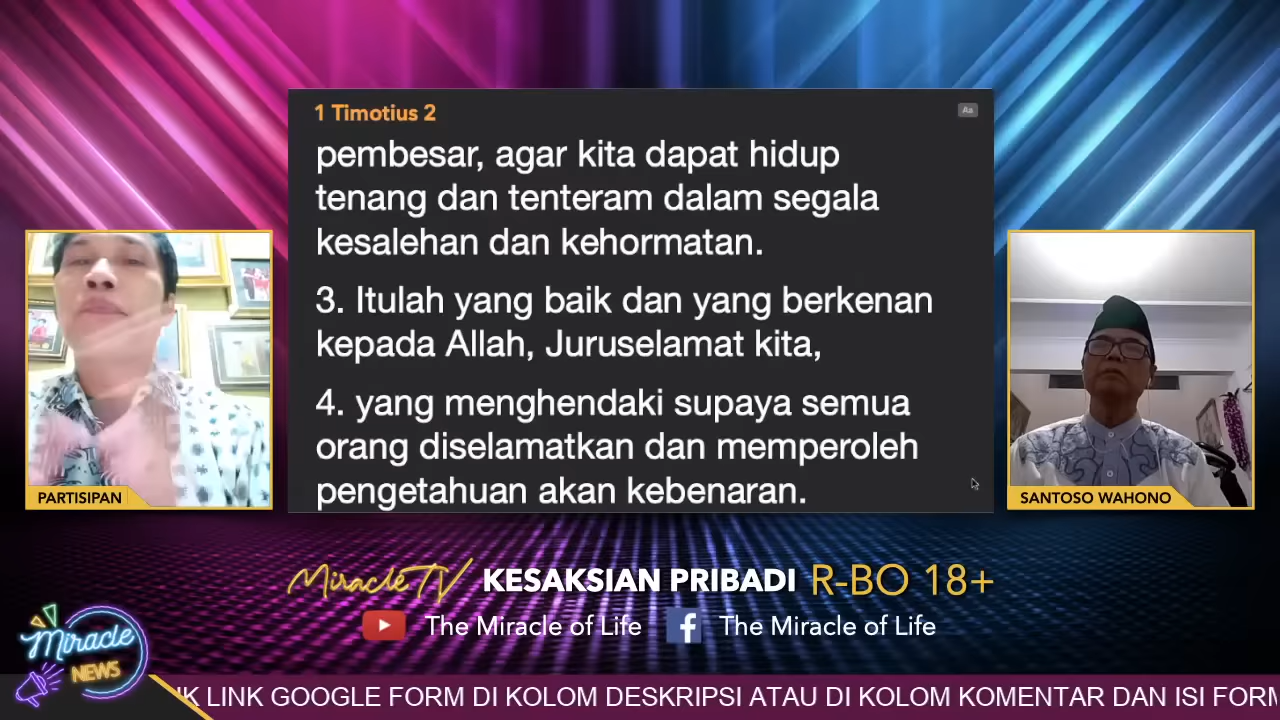 1 Timotius 2
Aa
pembesar, agar kita dapat hidup
tenang dan tenteram dalam segala
kesalehan dan kehormatan.
3. Itulah yang baik dan yang berkenan
kepada Allah, Juruselamat kita,
4. yang menghendaki supaya semua
orang diselamatkan dan memperoleh
pengetahuan akan kebenaran.
PARTISIPAN
SANTOSO WAHONO
Miracle TV KESAKSIAN PRIBADI R-BO 18+
The Miracle of Life The Miracle of Life
Miracle
NEWS
LINK GOOGLE FORM DI KOLOM DESKRIPSI ATAU DI KOLOM KOMENTAR DAN ISI FORM